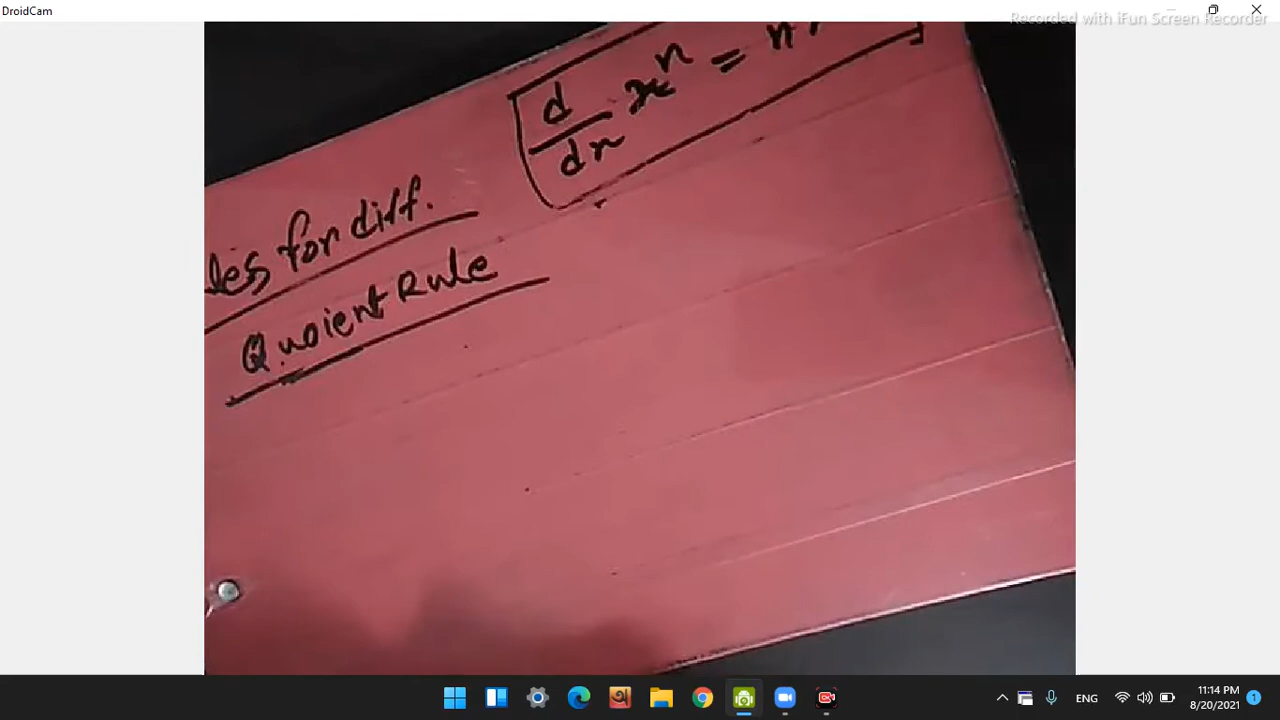 DroidCam
Recorded with iFun Screen Recorder
d/dx x^n = n
les for diff.
Quoient Rule
ENG
11:14 PM
8/20/2021
1